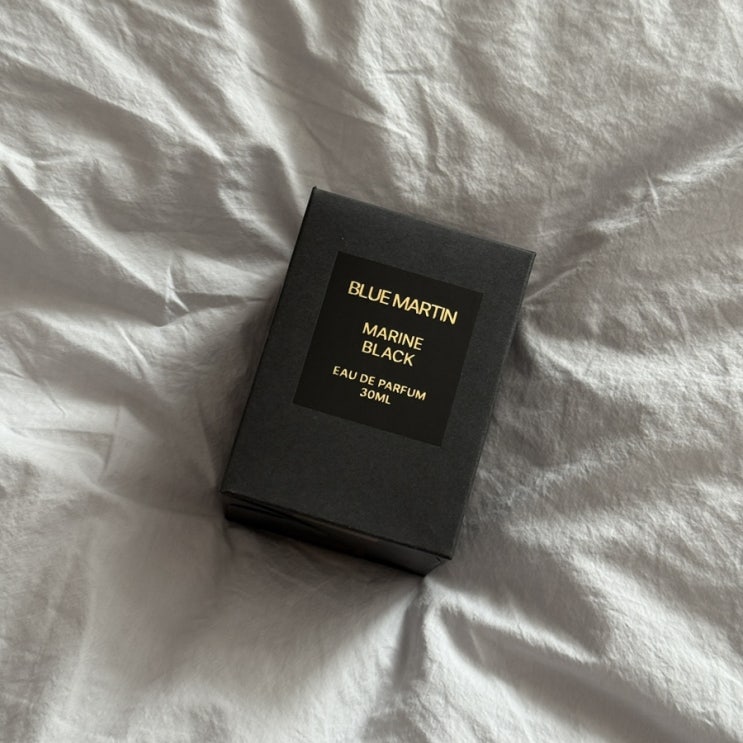 BLUE MARTIN
MARINE
BLACK
EAU DE PARFUM
30ML